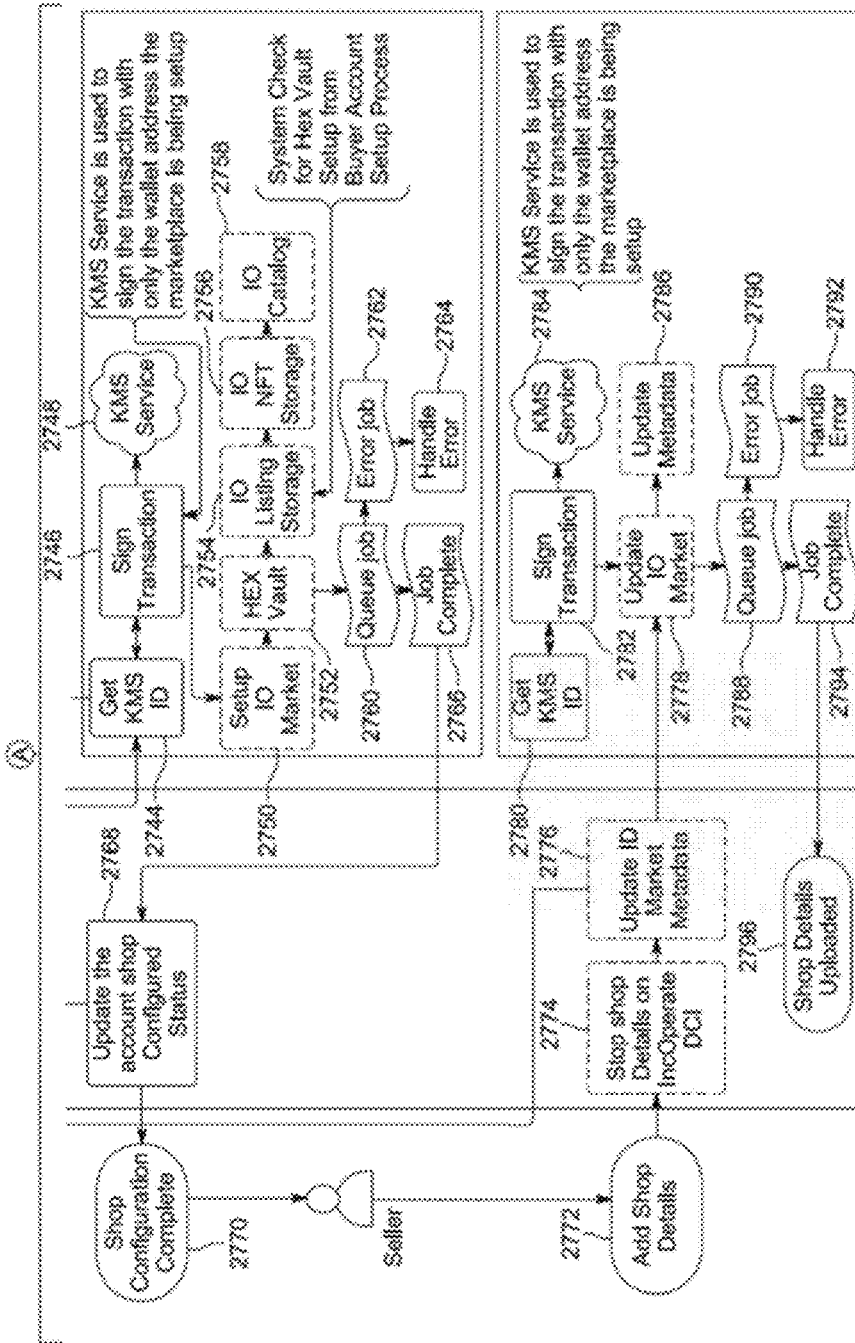 A
KMS Service is used to
sign the transaction with
only the wallet address the
marketplace is being setup
2748
KMS
Service
2746
Sign
Transaction
Get
KMS
ID
2744
2768
Update the
account shop
Configured
Status
Shop
Configuration
Complete
2770
System Check
for Hex Vault
Setup from
Buyer Account
Setup Process
2758
IO
Catalog
2756
IO
NFT
Storage
2754
IO
Listing
Storage
HEX
Vault
2752
Setup
IO
Market
2750
2762
Error job
2764
Handle
Error
Queue job
2760
Job
Complete
2766
Seller
KMS Service is used to
sign the transaction with
only the wallet address
the marketplace is being
setup
2784
KMS
Service
Sign
Transaction
2782
Get
KMS
ID
2780
2786
Update
Metadata
Update
IO
Market
2778
2776
Update ID
Market
Metadata
2774
Stop shop
Details on
IncOperate
DCI
2772
Add Shop
Details
2790
Error job
2792
Handle
Error
Queue job
2788
Job
Complete
2794
2796
Shop Details
Uploaded